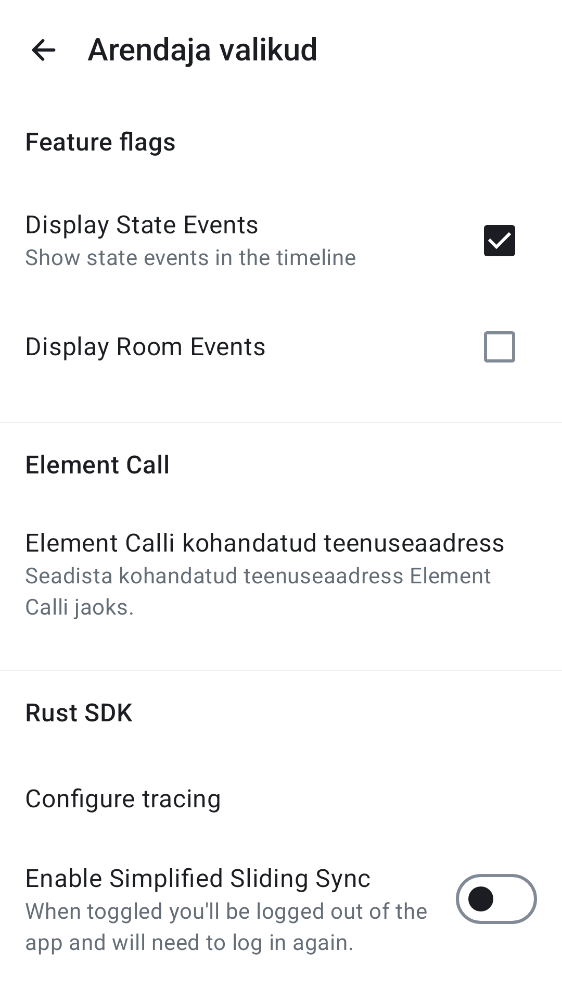 Arendaja valikud
Feature flags
Display State Events
Show state events in the timeline
Display Room Events
Element Call
Element Calli kohandatud teenuseaadress
Seadista kohandatud teenuseaadress Element
Calli jaoks.
Rust SDK
Configure tracing
Enable Simplified Sliding Sync
When toggled you'll be logged out of the
app and will need to log in again.